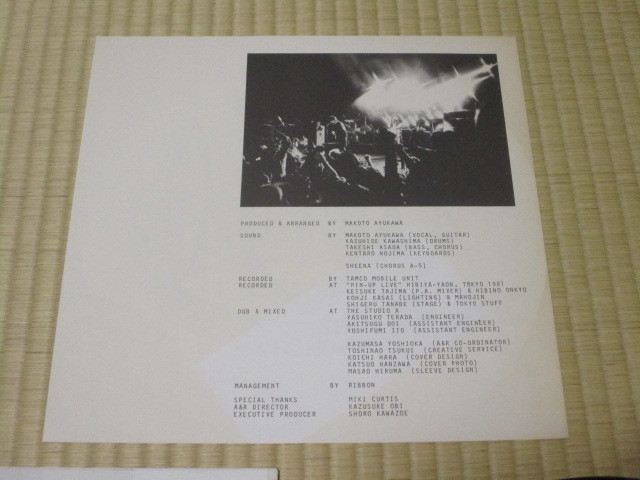 PRODUCED & ARRANGED BY MAKOTO AYUKAWA
SOUND BY MAKOTO AYUKAWA (VOCAL, GUITAR)
KAZUHIDE KAWASHIMA (DRUMS)
TAKESHI ASADA (BASS, CHORUS)
KENTARO NOJIMA (KEYBOARDS)
SHEENA (CHORUS A-5)
RECORDED BY TAMCO MOBILE UNIT
RECORDED AT "PIN-UP LIVE" HIBIYA-YAON, TOKYO 1981
KEISUKE TAJIMA (P.A. MIXER) & HIBINO ONKYO
KOHJI KASAI (LIGHTING) & MAHOJIN
SHIGERO TANABE (STAGE) & TOKYO STUFF
DUB & MIXED AT THE STUDIO A
YASUHIKO TERADA (ENGINEER)
AKITSUGU DOI (ASSISTANT ENGINEER)
YOSHIFUMI IIO (ASSISTANT ENGINEER)
KAZUMASA YOSHIOKA (A&R CO-ORDINATOR)
TOSHINAO TSUKUI (CREATIVE SERVICE)
KOICHI HARA (COVER DESIGN)
KATSUO HANZAWA (COVER PHOTO)
MASAO HIRUMA (SLEEVE DESIGN)
MANAGEMENT BY RIBBON
SPECIAL THANKS MIKI CURTIS
A&R DIRECTOR KAZUSUKE OBI
EXECUTIVE PRODUCER SHORO KAWAZOE